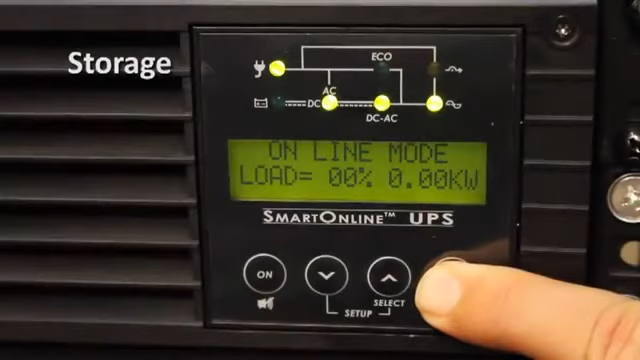 Storage
ECO
AC
DC
DC-AC
ON LINE MODE
LOAD= 00% 0.00KW
SMARTONLINE™ UPS
ON
SELECT
SETUP